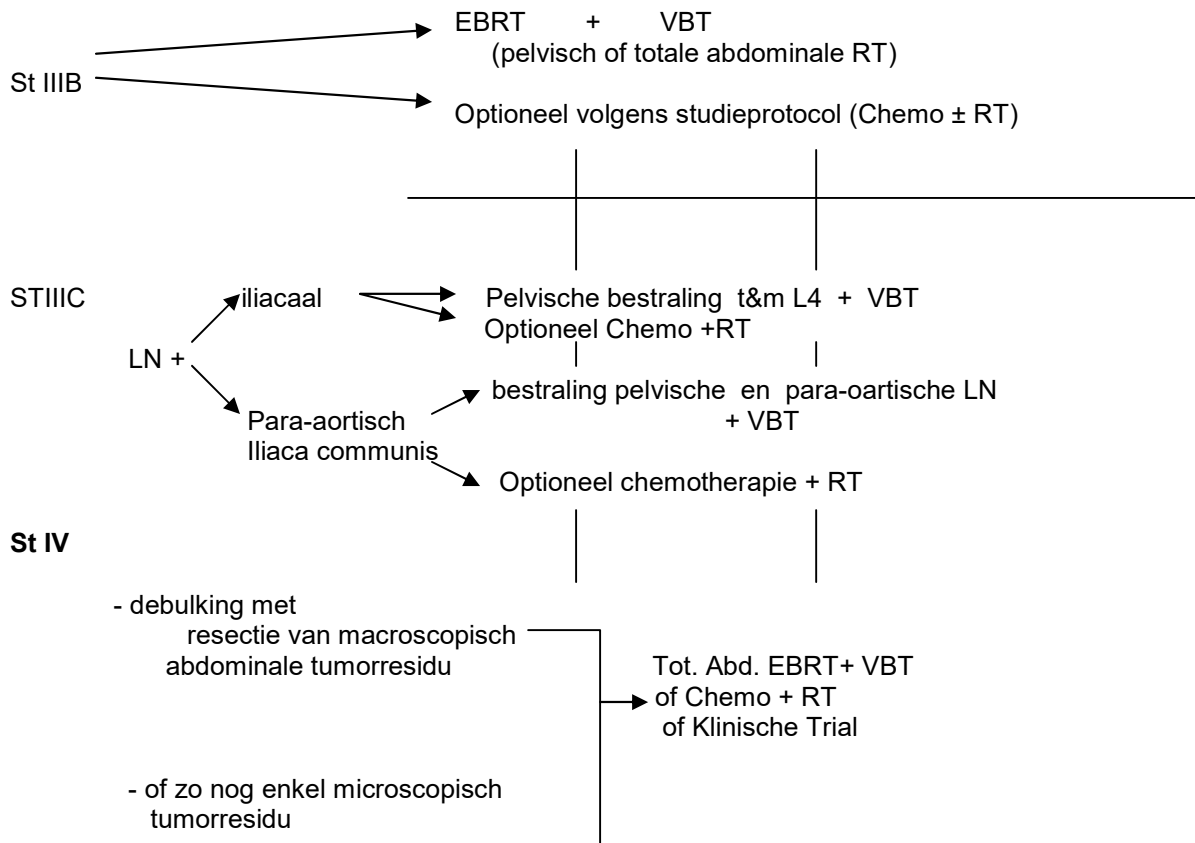 EBRT + VBT
(pelvisch of totale abdominale RT)
St IIIB
Optioneel volgens studieprotocol (Chemo ± RT)
STIIIC
iliacaal
Pelvische bestraling t&m L4 + VBT
Optioneel Chemo +RT
LN +
bestraling pelvische en para-oartische LN
+ VBT
Para-aortisch
Iliaca communis
Optioneel chemotherapie + RT
St IV
- debulking met
resectie van macroscopisch
abdominale tumorresidu
Tot. Abd. EBRT+ VBT
of Chemo + RT
of Klinische Trial
- of zo nog enkel microscopisch
tumorresidu